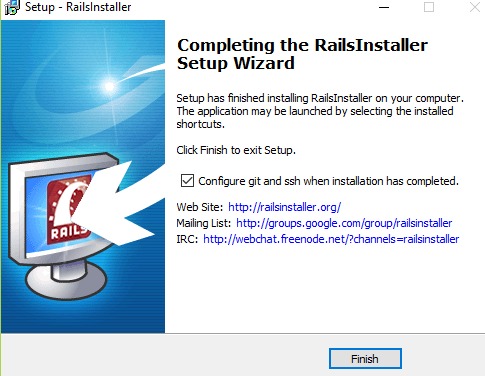 Setup - RailsInstaller
Completing the RailsInstaller
Setup Wizard
Setup has finished installing RailsInstaller on your computer.
The application may be launched by selecting the installed
shortcuts.
Click Finish to exit Setup.
Configure git and ssh when installation has completed.
Web Site: http://railsinstaller.org/
Mailing List: http://groups.google.com/group/railsinstaller
IRC: http://webchat.freenode.net/?channels=railsinstaller
RAILS
Finish